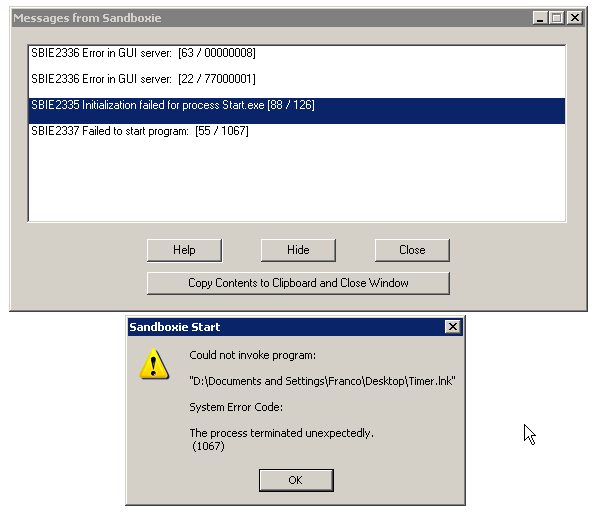 Messages from Sandboxie
SBIE2336 Error in GUI server: [63 / 00000008]
SBIE2336 Error in GUI server: [22 / 77000001]
SBIE2335 Initialization failed for process Start.exe [88 / 126]
SBIE2337 Failed to start program: [55 / 1067]
Help
Hide
Close
Copy Contents to Clipboard and Close Window
Sandboxie Start
Could not invoke program:
"D:\Documents and Settings\Franco\Desktop\Timer.lnk"
System Error Code:
The process terminated unexpectedly.
(1067)
OK